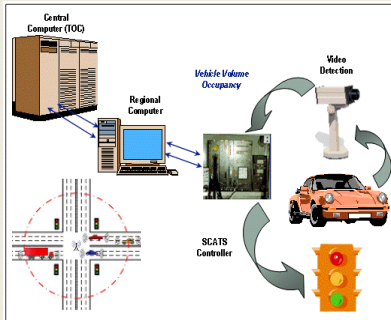 Central
Computer (TOC)
Regional
Computer
Vehicle Volume
Occupancy
Video
Detection
SCATS
Controller